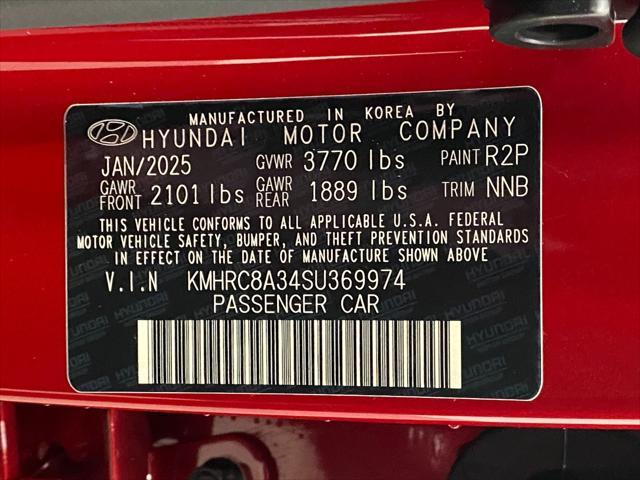 MANUFACTURED IN KOREA BY
HYUNDAI MOTOR COMPANY
JAN/2025 GVWR 3770 lbs PAINT R2P
GAWR FRONT 2101 lbs GAWR REAR 1889 lbs TRIM NNB
THIS VEHICLE CONFORMS TO ALL APPLICABLE U.S.A. FEDERAL
MOTOR VEHICLE SAFETY, BUMPER, AND THEFT PREVENTION STANDARDS
IN EFFECT ON THE DATE OF MANUFACTURE SHOWN ABOVE
V.I.N KMHRC8A34SU369974
PASSENGER CAR